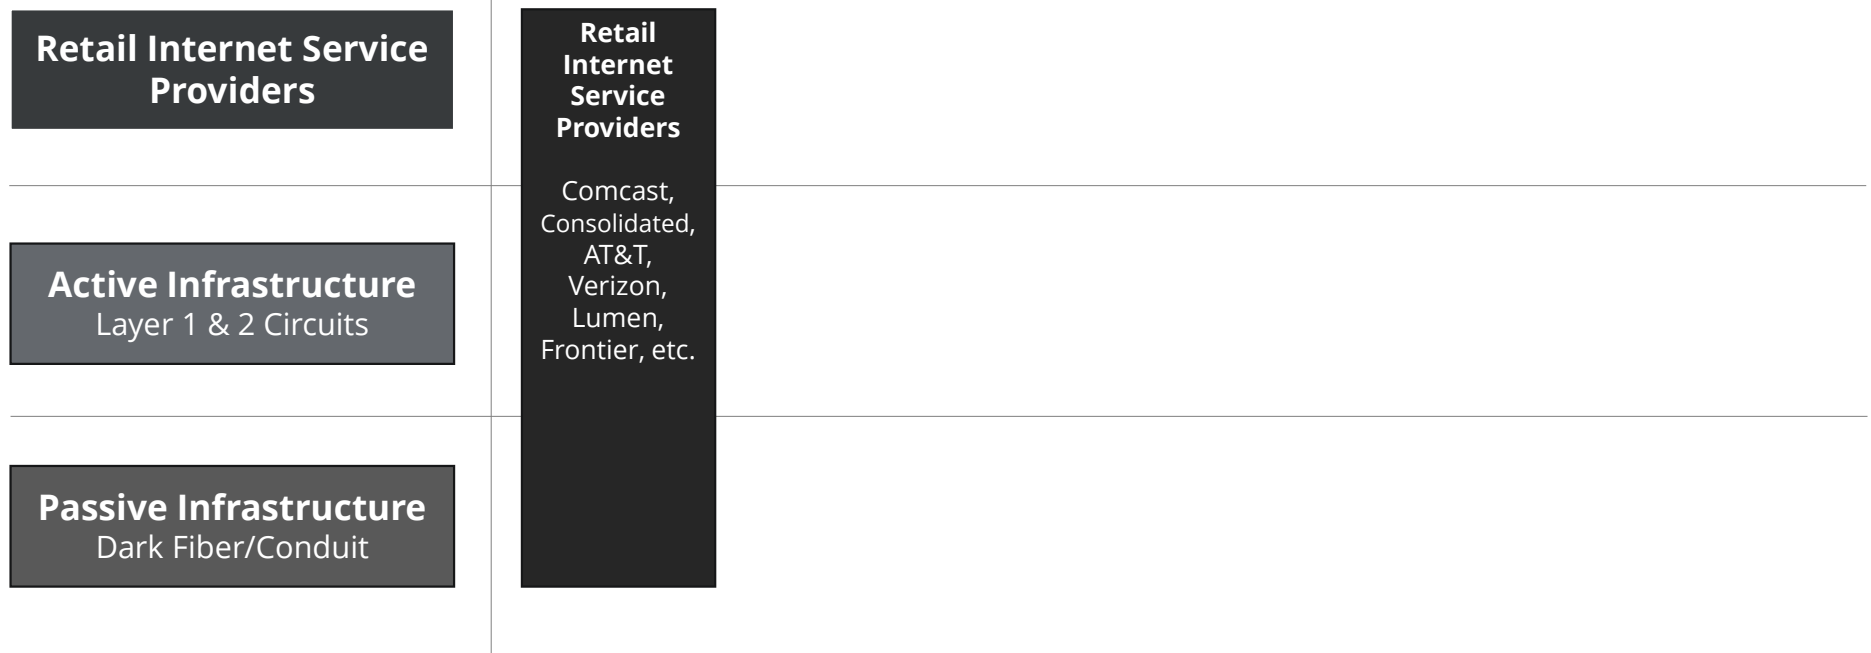 Retail Internet Service
Providers
Active Infrastructure
Layer 1 & 2 Circuits
Passive Infrastructure
Dark Fiber/Conduit
Retail
Internet
Service
Providers
Comcast,
Consolidated,
AT&T,
Verizon,
Lumen,
Frontier, etc.